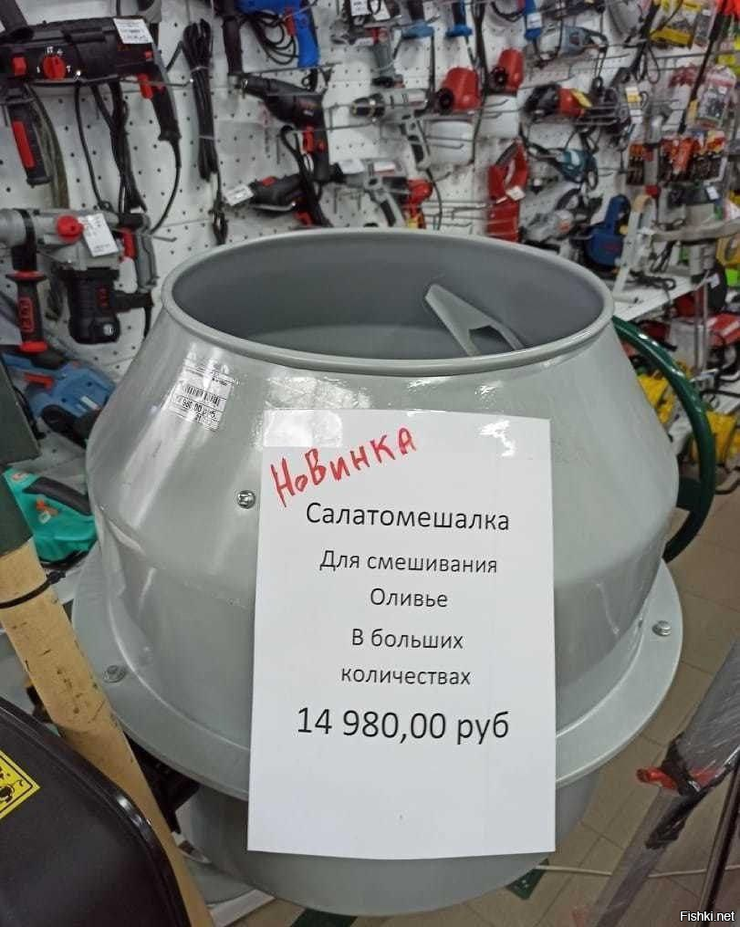 Новинка
Салатомешалка
Для смешивания
Оливье
В больших
количествах
14 980,00 руб
Fishki.net